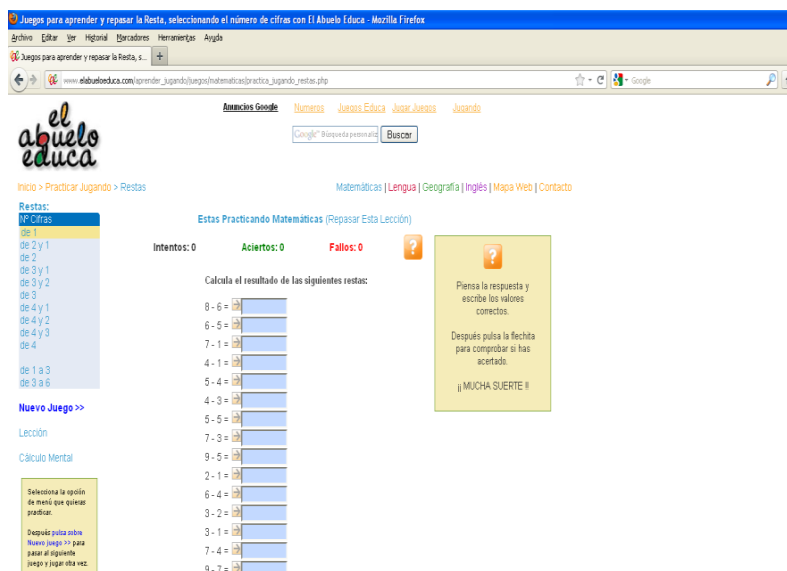 Juegos para aprender y repasar la Resta, seleccionando el número de cifras con El Abuelo Educa - Mozilla Firefox
Archivo Editar Ver Historial Marcadores Herramientas Ayuda
Juegos para aprender y repasar la Resta, s...
www.elabueloeduca.com/aprender_jugando/juegos/matematicas/practica_jugando_restas.php
Google
el abuelo educa
Anuncios Google Números Juegos Educa Jugar Juegos Jugando
Google™ Búsqueda personaliz Buscar
Inicio > Practicar Jugando > Restas
Matemáticas | Lengua | Geografía | Inglés | Mapa Web | Contacto
Restas:
Nº Cifras
de 1
de 2 y 1
de 2
de 3 y 1
de 3 y 2
de 3
de 4 y 1
de 4 y 2
de 4 y 3
de 4
de 1 a 3
de 3 a 6
Nuevo Juego >>
Lección
Cálculo Mental
Selecciona la opción
de menú que quieras
practicar.
Después pulsa sobre
Nuevo juego >> para
pasar al siguiente
juego y jugar otra vez.
Estas Practicando Matemáticas (Repasar Esta Lección)
Intentos: 0 Aciertos: 0 Fallos: 0 ?
Calcula el resultado de las siguientes restas:
8 - 6 =
6 - 5 =
7 - 1 =
4 - 1 =
5 - 4 =
4 - 3 =
5 - 5 =
7 - 3 =
9 - 5 =
2 - 1 =
6 - 4 =
3 - 2 =
3 - 1 =
7 - 4 =
9 - 7 =
?
Piensa la respuesta y
escribe los valores
correctos.
Después pulsa la flechita
para comprobar si has
acertado.
¡¡ MUCHA SUERTE !!